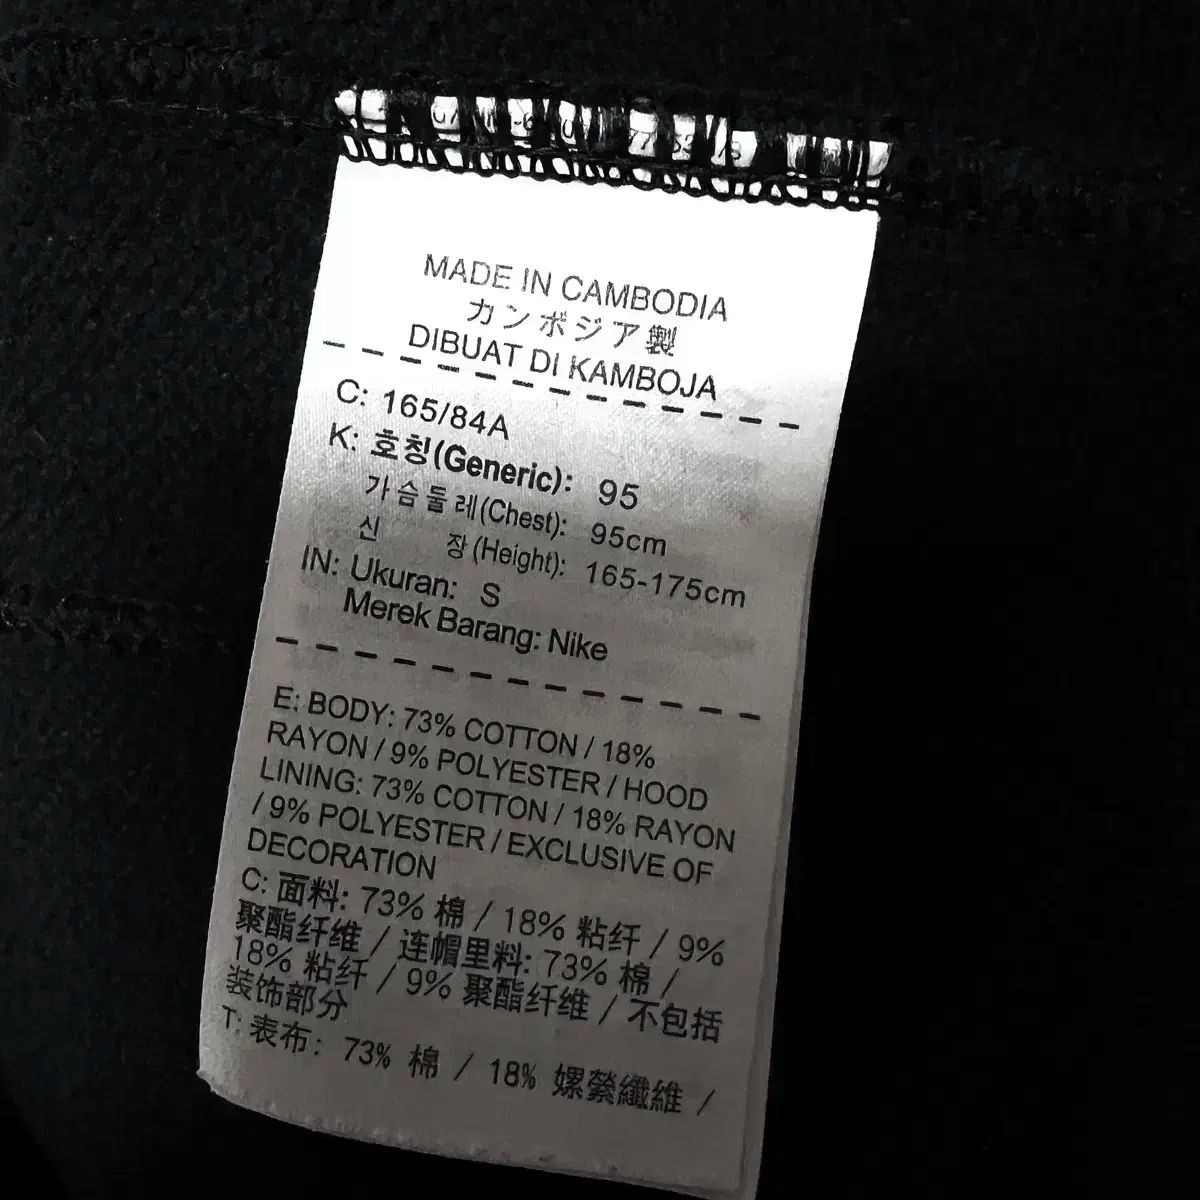 MADE IN CAMBODIA
カンボジア製
DIBUAT DI KAMBOJA
C: 165/84A
K: 호칭(Generic): 95
가슴둘레(Chest): 95cm
신 장(Height): 165-175cm
IN: Ukuran: S
Merek Barang: Nike
E: BODY: 73% COTTON / 18%
RAYON / 9% POLYESTER / HOOD
LINING: 73% COTTON / 18% RAYON
/ 9% POLYESTER / EXCLUSIVE OF
DECORATION
C: 面料: 73% 棉 / 18% 粘纤 / 9%
聚酯纤维 / 连帽里料: 73% 棉 /
18% 粘纤 / 9% 聚酯纤维 / 不包括
装饰部分
T: 表布: 73% 棉 / 18% 嫘縈纖維 /